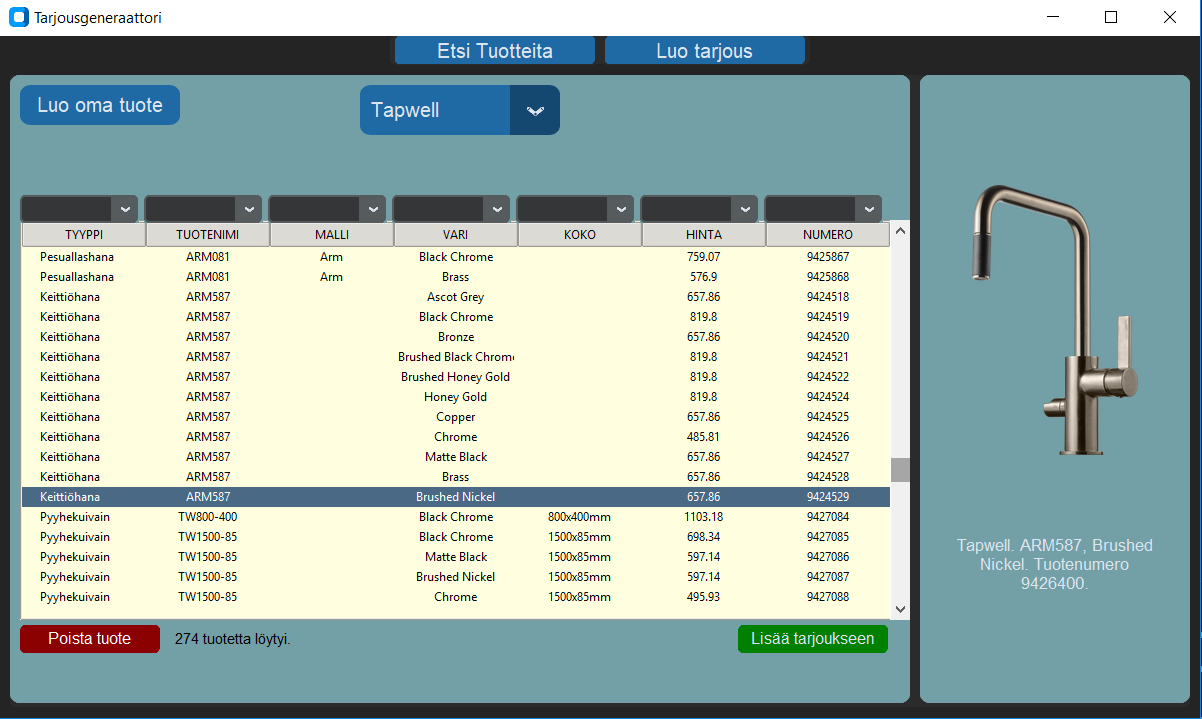 Tarjousgeneraattori
Etsi Tuotteita Luo tarjous
Luo oma tuote Tapwell
TYYPPI TUOTENIMI MALLI VARI KOKO HINTA NUMERO
Pesuallashana ARM081 Arm Black Chrome 759.07 9425867
Pesuallashana ARM081 Arm Brass 576.9 9425868
Keittiöhana ARM587 Ascot Grey 657.86 9424518
Keittiöhana ARM587 Black Chrome 819.8 9424519
Keittiöhana ARM587 Bronze 657.86 9424520
Keittiöhana ARM587 Brushed Black Chrome 819.8 9424521
Keittiöhana ARM587 Brushed Honey Gold 819.8 9424522
Keittiöhana ARM587 Honey Gold 819.8 9424524
Keittiöhana ARM587 Copper 657.86 9424525
Keittiöhana ARM587 Chrome 485.81 9424526
Keittiöhana ARM587 Matte Black 657.86 9424527
Keittiöhana ARM587 Brass 657.86 9424528
Keittiöhana ARM587 Brushed Nickel 657.86 9424529
Pyyhekuivain TW800-400 Black Chrome 800x400mm 1103.18 9427084
Pyyhekuivain TW1500-85 Black Chrome 1500x85mm 698.34 9427085
Pyyhekuivain TW1500-85 Matte Black 1500x85mm 597.14 9427086
Pyyhekuivain TW1500-85 Brushed Nickel 1500x85mm 597.14 9427087
Pyyhekuivain TW1500-85 Chrome 1500x85mm 495.93 9427088
Poista tuote 274 tuotetta löytyi. Lisää tarjoukseen
Tapwell. ARM587, Brushed
Nickel. Tuotenumero
9426400.